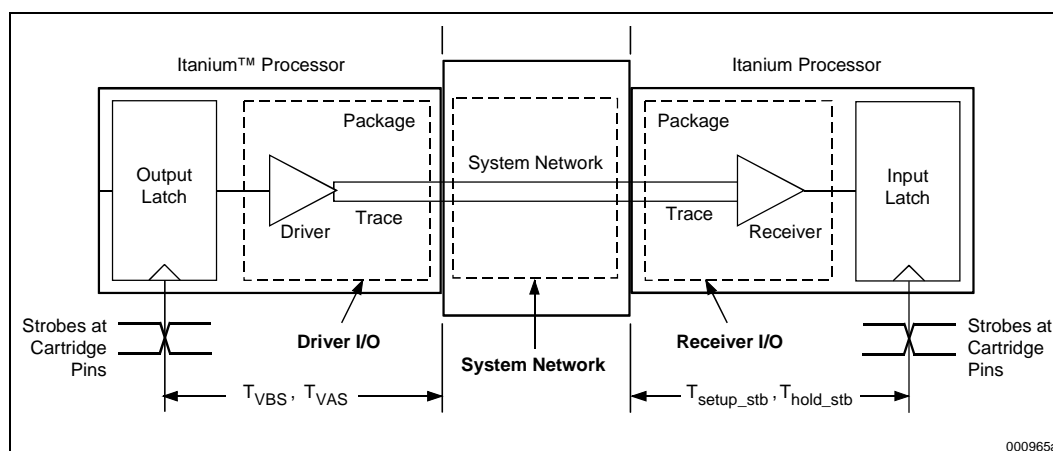 Itanium™ Processor
Itanium Processor
Package
Package
Output
Latch
System Network
Input
Latch
Trace
Trace
Driver
Receiver
Strobes at
Cartridge
Pins
Driver I/O
System Network
Receiver I/O
Strobes at
Cartridge
Pins
TVBS , TVAS
Tsetup_stb , Thold_stb